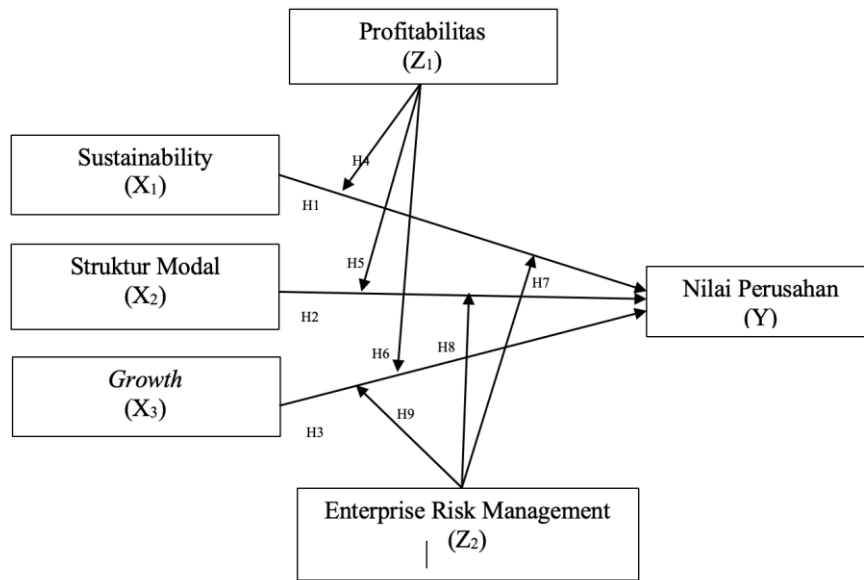 Profitabilitas
(Z₁)
Sustainability
(X₁)
H4
H1
Struktur Modal
(X₂)
H5
H2
H7
Nilai Perusahan
(Y)
H6
H8
Growth
(X₃)
H3
H9
Enterprise Risk Management
(Z₂)